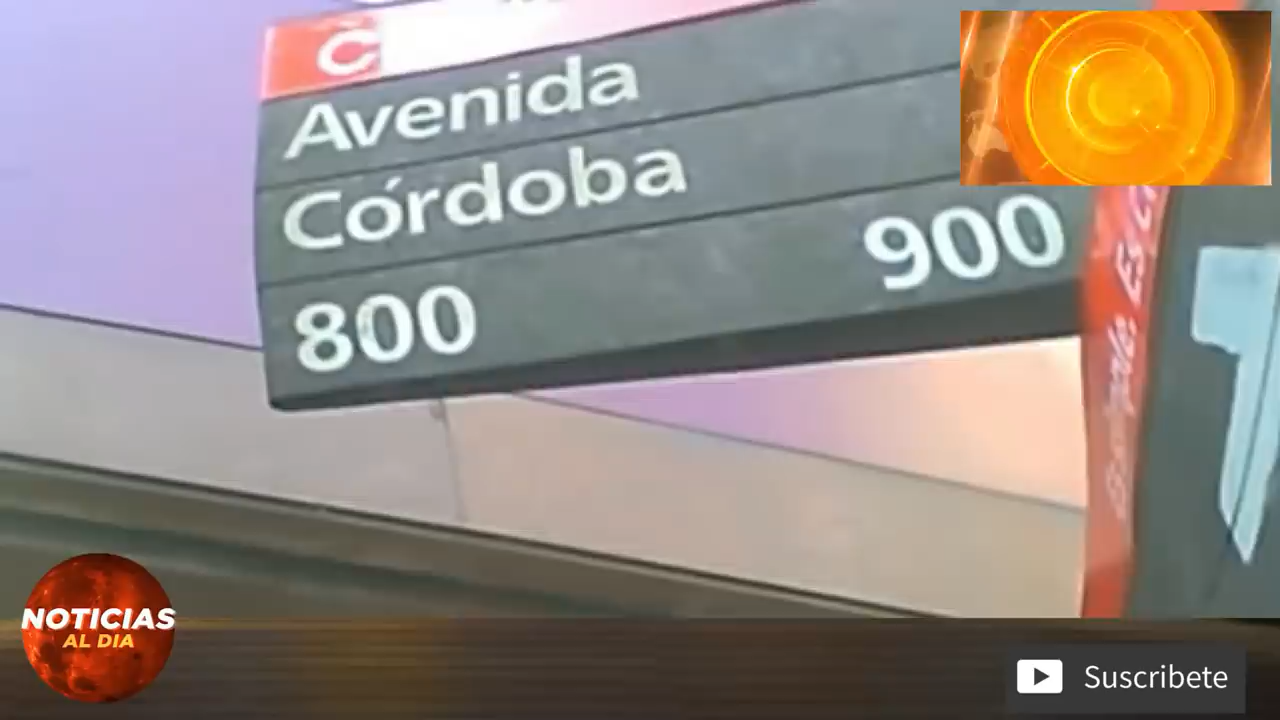 C
Avenida
Córdoba
800 900
NOTICIAS
AL DIA
Suscribete